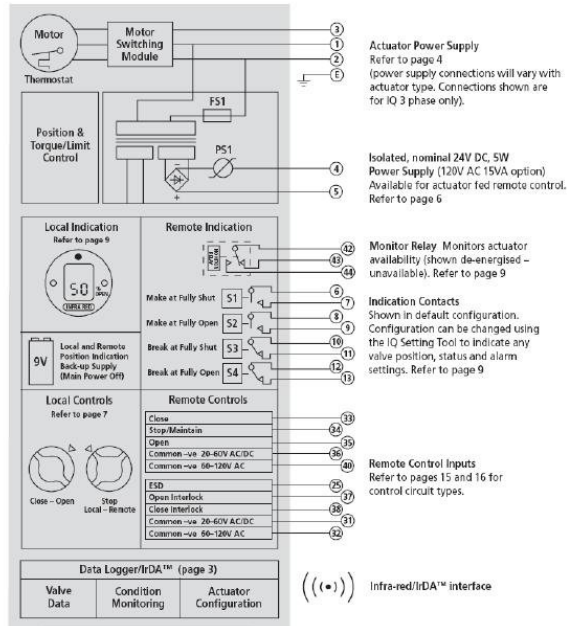 Motor
Thermostat
Motor
Switching
Module
3
1
2
E
Actuator Power Supply
Refer to page 4
(power supply connections will vary with
actuator type. Connections shown are
for IQ 3 phase only).
Position &
Torque/Limit
Control
FS1
PS1
–
+
4
5
Isolated, nominal 24V DC, 5W
Power Supply (120V AC 15VA option)
Available for actuator fed remote control.
Refer to page 6
Local Indication
Refer to page 9
50
% OPEN
INFRA RED
Remote Indication
42
43
44
Monitor Relay Monitors actuator
availability (shown de-energised –
unavailable). Refer to page 9
Make at Fully Shut S1
6
7
Make at Fully Open S2
8
9
Break at Fully Shut S3
10
11
Break at Fully Open S4
12
13
Indication Contacts
Shown in default configuration.
Configuration can be changed using
the IQ Setting Tool to indicate any
valve position, status and alarm
settings. Refer to page 9
9V
Local and Remote
Position Indication
Back-up Supply
(Main Power Off)
Local Controls
Refer to page 7
Close – Open
Stop
Local – Remote
Remote Controls
Close 33
Stop/Maintain 34
Open 35
Common –ve 20-60V AC/DC 36
Common –ve 60–120V AC 40
ESD 25
Open Interlock 37
Close Interlock 38
Common –ve 20-60V AC/DC 31
Common –ve 60–120V AC 32
Remote Control Inputs
Refer to pages 15 and 16 for
control circuit types.
Data Logger/IrDA™ (page 3)
Valve
Data
Condition
Monitoring
Actuator
Configuration
Infra-red/IrDA™ interface